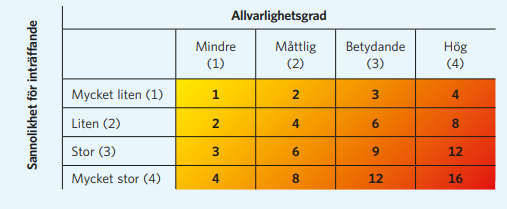 Allvarlighetsgrad
Sannolikhet för inträffande
Mindre Måttlig Betydande Hög
(1) (2) (3) (4)
Mycket liten (1) 1 2 3 4
Liten (2) 2 4 6 8
Stor (3) 3 6 9 12
Mycket stor (4) 4 8 12 16